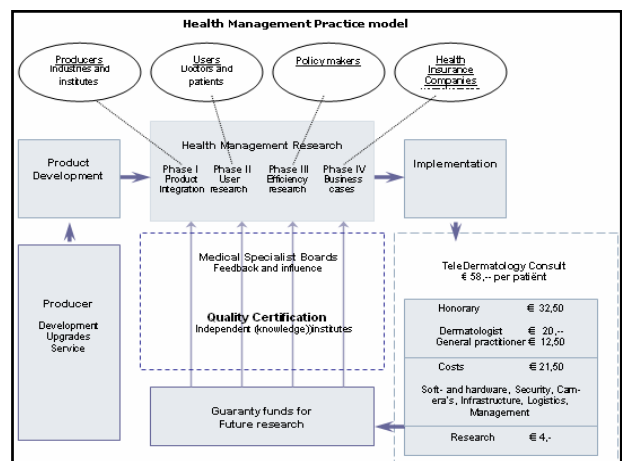 Health Management Practice model
Producers
Industries and
institutes
Users
Doctors and
patients
Policy makers
Health
Insurance
Companies
Product
Development
Health Management Research
Phase I
Product
Integration
Phase II
User
research
Phase III
Efficiency
research
Phase IV
Business
cases
Implementation
Medical Specialist Boards
Feedback and influence
Quality Certification
Independent (knowledge))institutes
Producer
Development
Upgrades
Service
Guaranty funds for
Future research
TeleDermatology Consult
€ 58,-- per patiënt
Honorary € 32,50
Dermatologist € 20,--
General practitioner € 12,50
Costs € 21,50
Soft- and hardware, Security, Cam-
era's, Infrastructure, Logistics,
Management
Research € 4,-